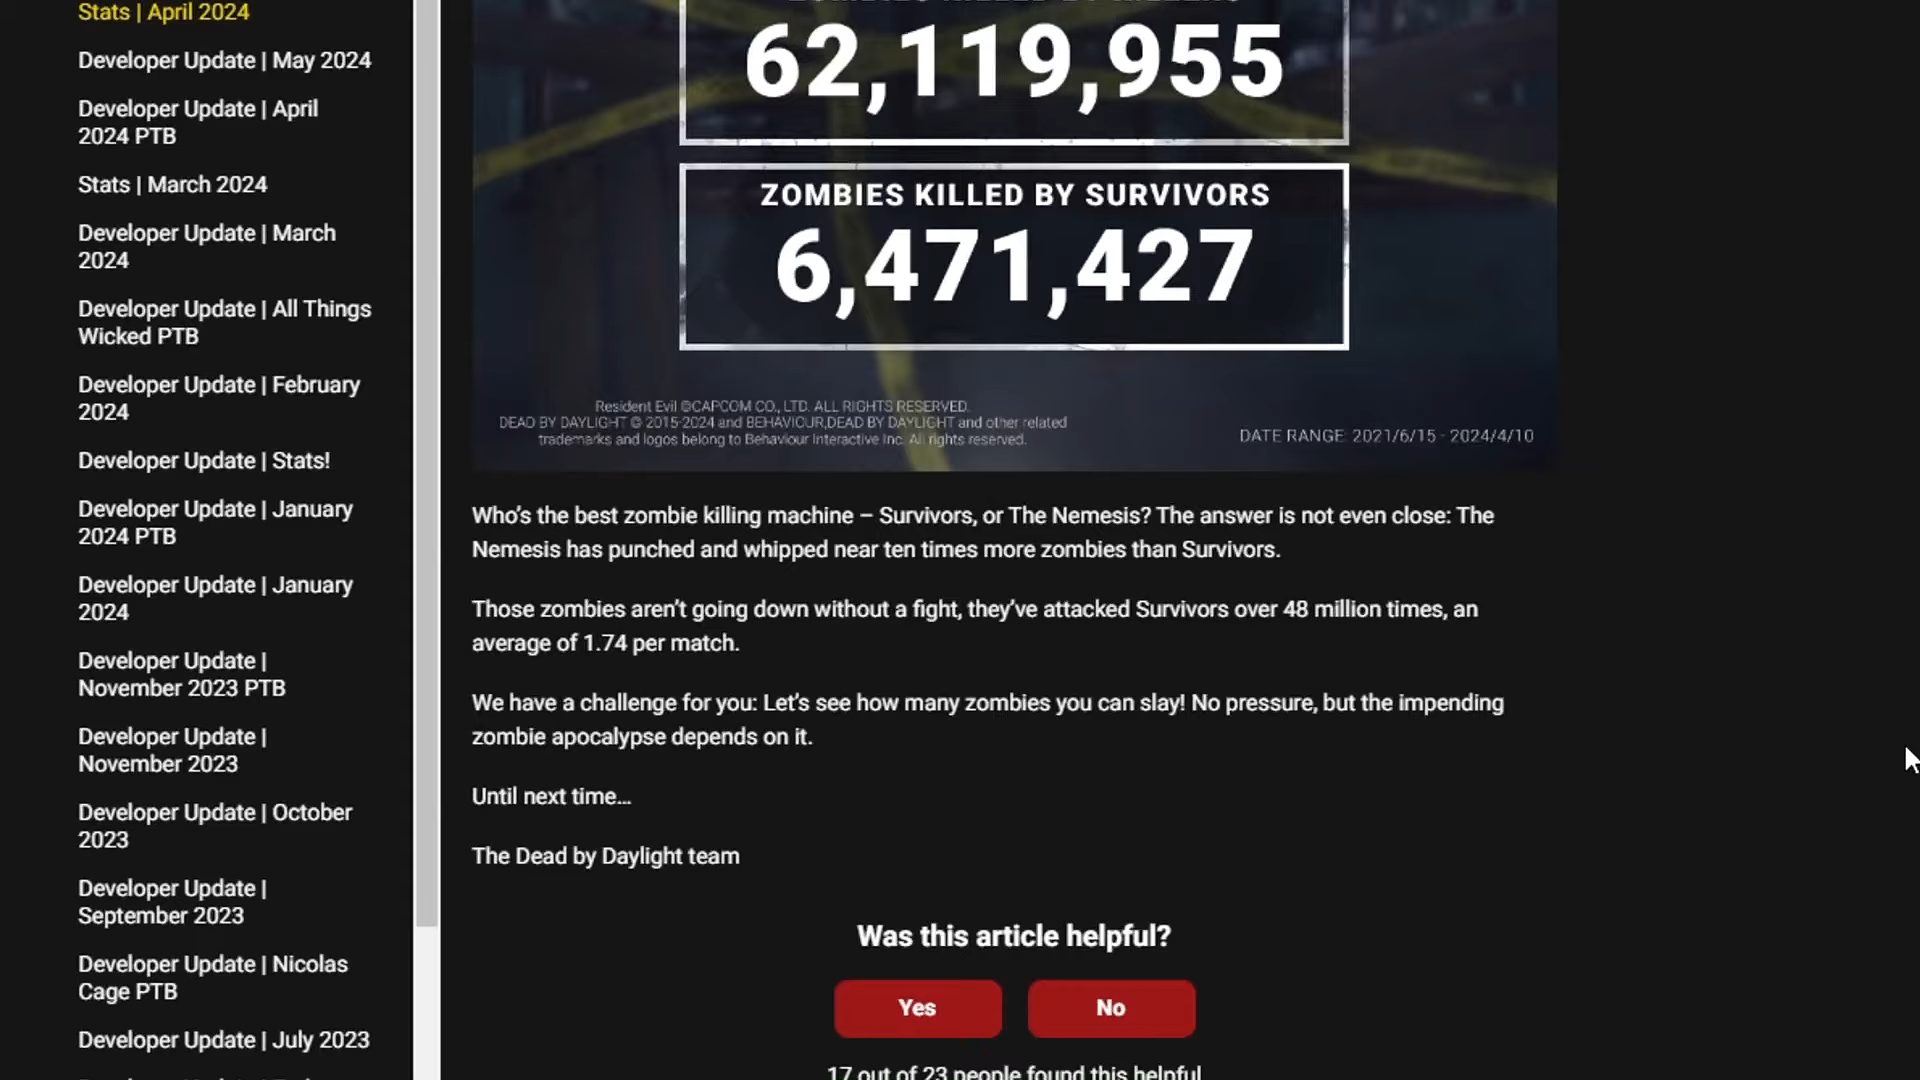 Stats | April 2024
Developer Update | May 2024
Developer Update | April
2024 PTB
Stats | March 2024
Developer Update | March
2024
Developer Update | All Things
Wicked PTB
Developer Update | February
2024
Developer Update | Stats!
Developer Update | January
2024 PTB
Developer Update | January
2024
Developer Update |
November 2023 PTB
Developer Update |
November 2023
Developer Update | October
2023
Developer Update |
September 2023
Developer Update | Nicolas
Cage PTB
Developer Update | July 2023
ZOMBIES KILLED BY KILLERS
62,119,955
ZOMBIES KILLED BY SURVIVORS
6,471,427
Resident Evil ©CAPCOM CO., LTD. ALL RIGHTS RESERVED.
DEAD BY DAYLIGHT © 2015-2024 and BEHAVIOUR,DEAD BY DAYLIGHT and other related
trademarks and logos belong to Behaviour Interactive Inc. All rights reserved.
DATE RANGE: 2021/6/15 - 2024/4/10
Who’s the best zombie killing machine – Survivors, or The Nemesis? The answer is not even close: The
Nemesis has punched and whipped near ten times more zombies than Survivors.
Those zombies aren’t going down without a fight, they’ve attacked Survivors over 48 million times, an
average of 1.74 per match.
We have a challenge for you: Let’s see how many zombies you can slay! No pressure, but the impending
zombie apocalypse depends on it.
Until next time…
The Dead by Daylight team
Was this article helpful?
Yes
No
17 out of 23 people found this helpful